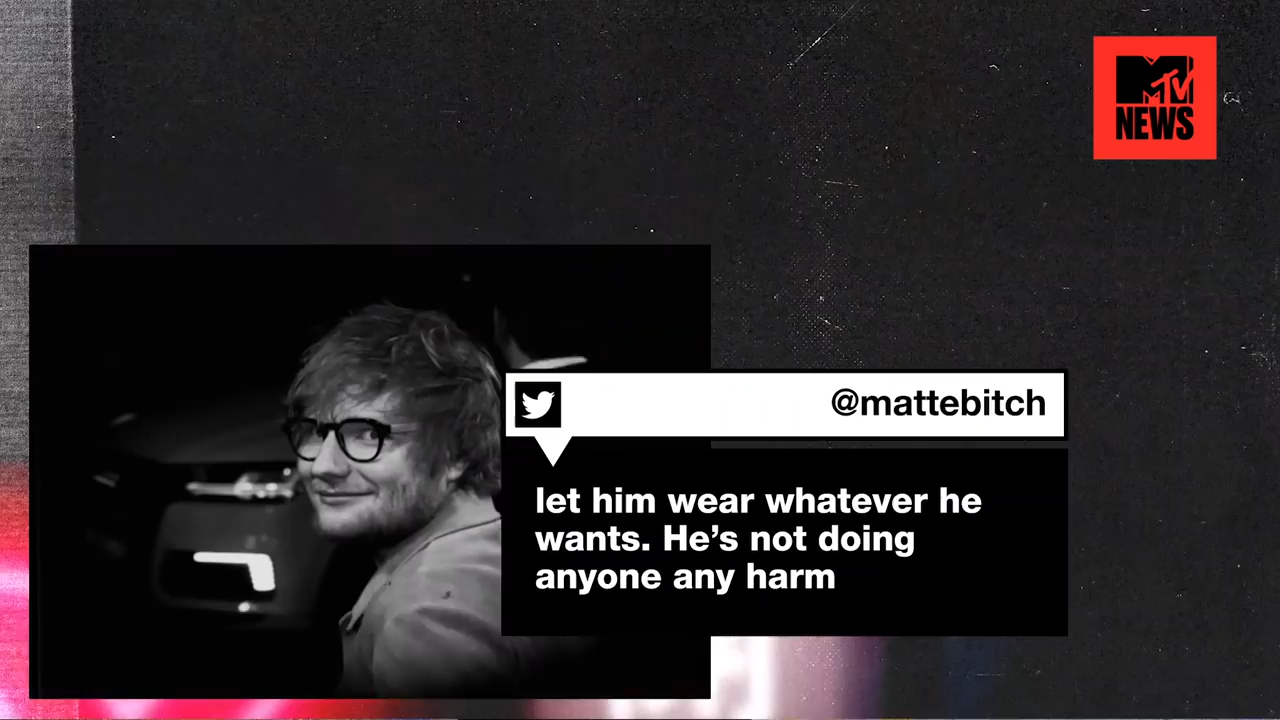 MTV
NEWS
@mattebitch
let him wear whatever he
wants. He’s not doing
anyone any harm